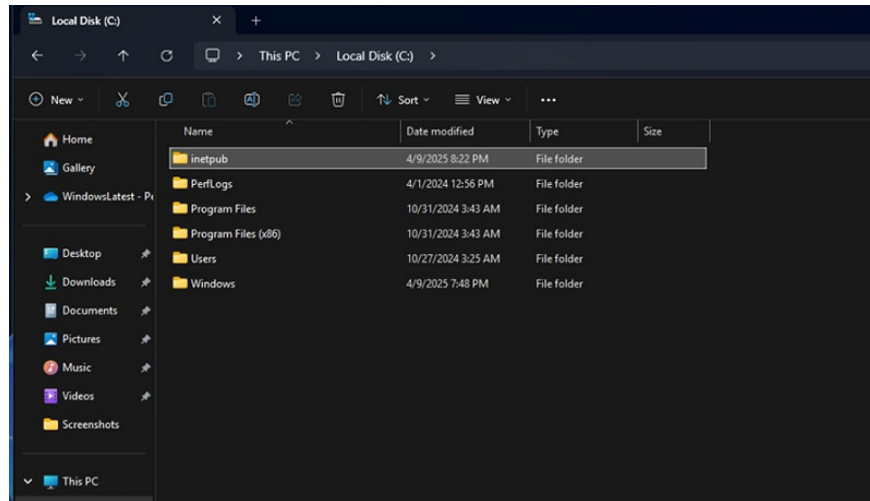 Local Disk (C:)
This PC > Local Disk (C:) >
New Sort View ...
Name Date modified Type Size
Home
Gallery
WindowsLatest - Pe
Desktop
Downloads
Documents
Pictures
Music
Videos
Screenshots
This PC
inetpub 4/9/2025 8:22 PM File folder
PerfLogs 4/1/2024 12:56 PM File folder
Program Files 10/31/2024 3:43 AM File folder
Program Files (x86) 10/31/2024 3:43 AM File folder
Users 10/27/2024 3:25 AM File folder
Windows 4/9/2025 7:48 PM File folder